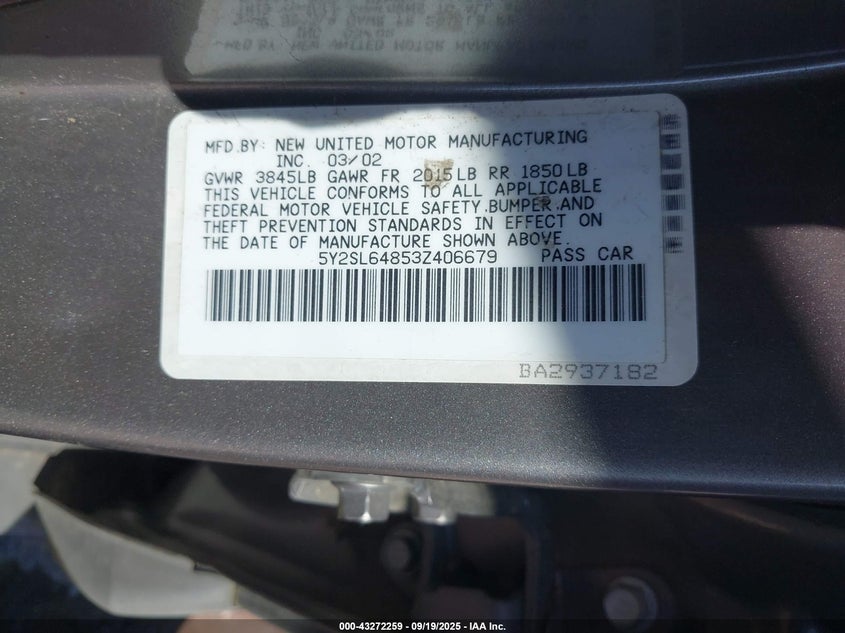 MFD.BY: NEW UNITED MOTOR MANUFACTURING
INC. 03/02
GVWR 3845LB GAWR FR 2015LB RR 1850LB
THIS VEHICLE CONFORMS TO ALL APPLICABLE
FEDERAL MOTOR VEHICLE SAFETY,BUMPER,AND
THEFT PREVENTION STANDARDS IN EFFECT ON
THE DATE OF MANUFACTURE SHOWN ABOVE.
5Y2SL64853Z406679 PASS CAR
BA2937182
000-43272259 - 09/19/2025 - IAA Inc.